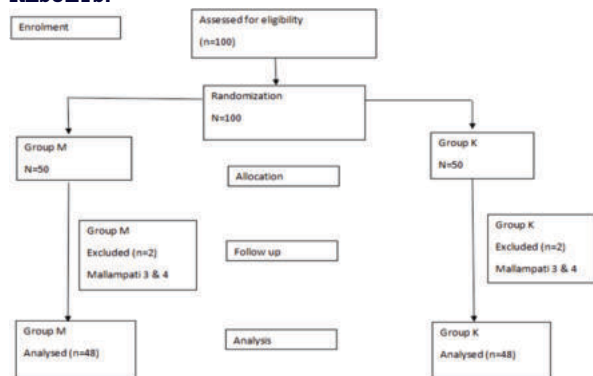 RESULTS:
Enrolment
Assessed for eligibility
(n=100)
Randomization
N=100
Group M
N=50
Group K
N=50
Allocation
Group M
Excluded (n=2)
Mallampati 3 & 4
Follow up
Group K
Excluded (n=2)
Mallampati 3 & 4
Group M
Analysed (n=48)
Analysis
Group K
Analysed (n=48)